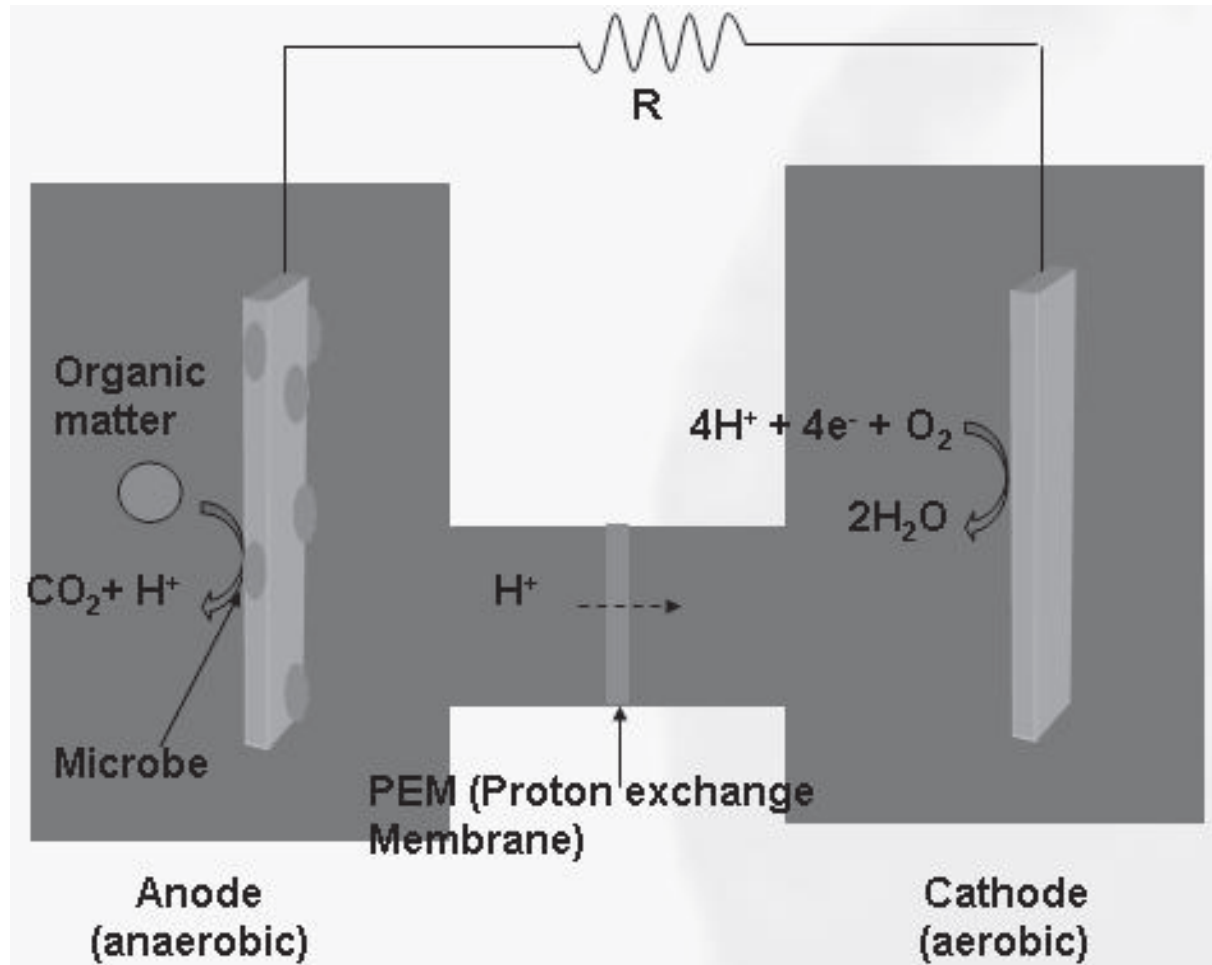 R
Organic
matter
4H⁺ + 4e⁻ + O₂
2H₂O
CO₂+ H⁺
H⁺
Microbe
PEM (Proton exchange
Membrane)
Anode
(anaerobic)
Cathode
(aerobic)